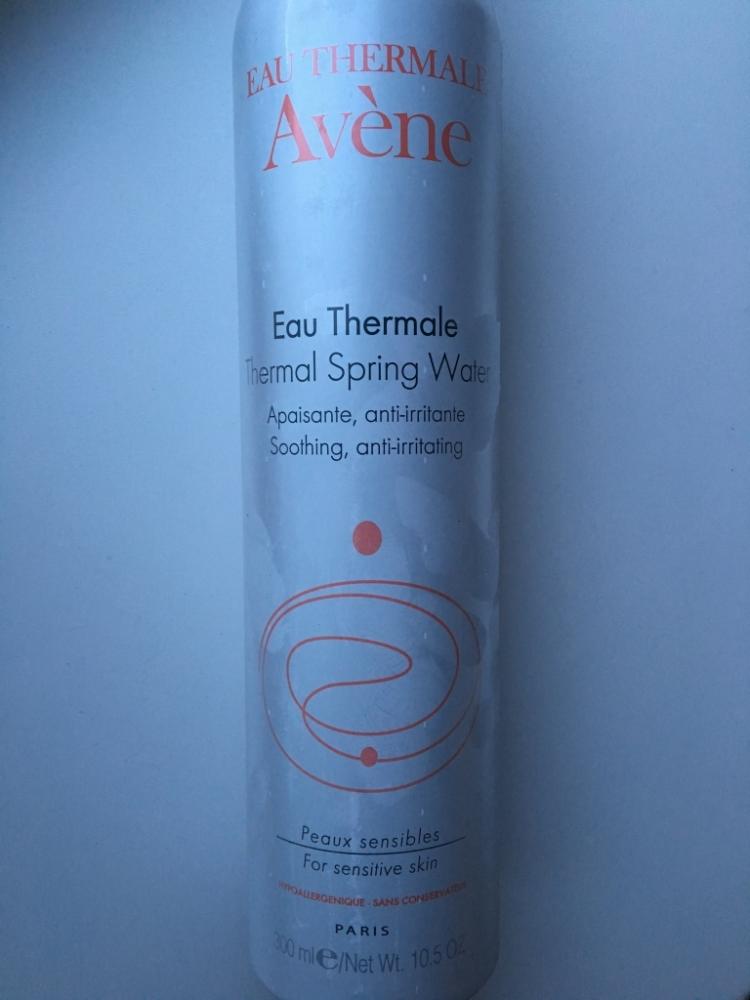 EAU THERMALE
Avène
Eau Thermale
Thermal Spring Water
Apaisante, anti-irritante
Soothing, anti-irritating
Peaux sensibles
For sensitive skin
HYPOALLERGENIQUE - SANS CONSERVATEUR
PARIS
300 ml e/Net Wt. 10.5 OZ.